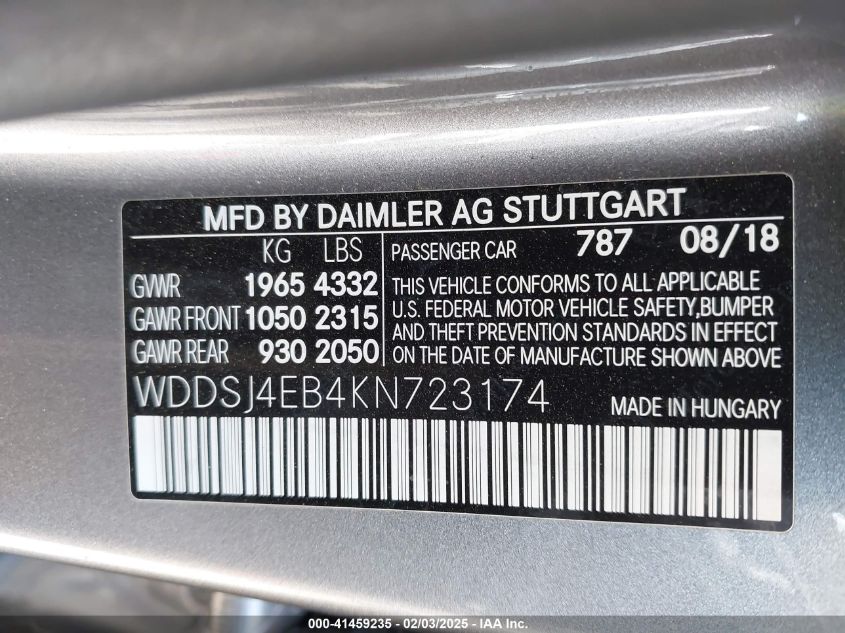 MFD BY DAIMLER AG STUTTGART
KG LBS
GVWR 1965 4332
GAWR FRONT 1050 2315
GAWR REAR 930 2050
PASSENGER CAR 787 08/18
THIS VEHICLE CONFORMS TO ALL APPLICABLE
U.S. FEDERAL MOTOR VEHICLE SAFETY,BUMPER
AND THEFT PREVENTION STANDARDS IN EFFECT
ON THE DATE OF MANUFACTURE SHOWN ABOVE
WDDSJ4EB4KN723174
MADE IN HUNGARY
000-41459235 - 02/03/2025 - IAA Inc.